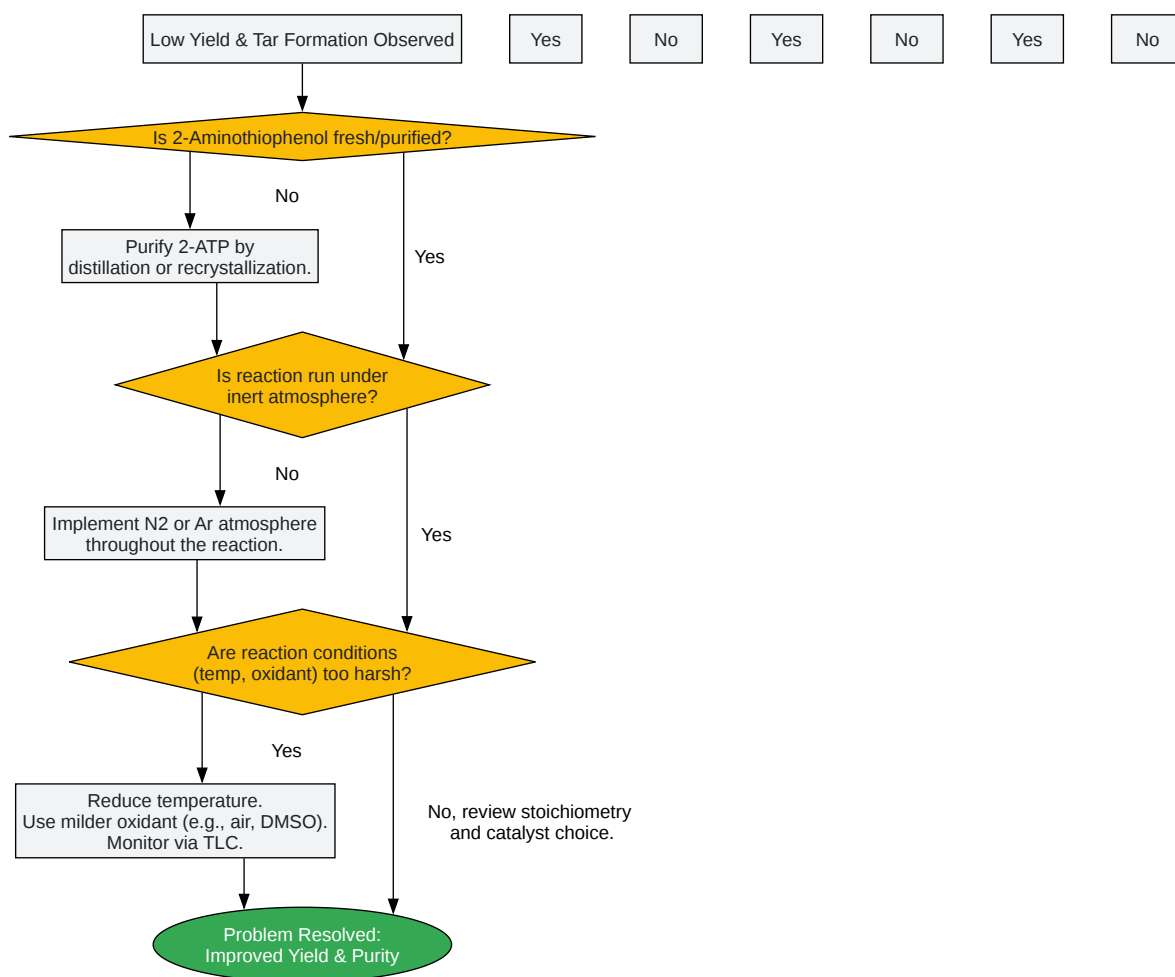 Low Yield & Tar Formation Observed
Yes
No
Yes
No
Yes
No
Is 2-Aminothiophenol fresh/purified?
No
Purify 2-ATP by
distillation or recrystallization.
Yes
Is reaction run under
inert atmosphere?
No
Implement N2 or Ar atmosphere
throughout the reaction.
Yes
Are reaction conditions
(temp, oxidant) too harsh?
Yes
Reduce temperature.
Use milder oxidant (e.g., air, DMSO).
Monitor via TLC.
No, review stoichiometry
and catalyst choice.
Problem Resolved:
Improved Yield & Purity